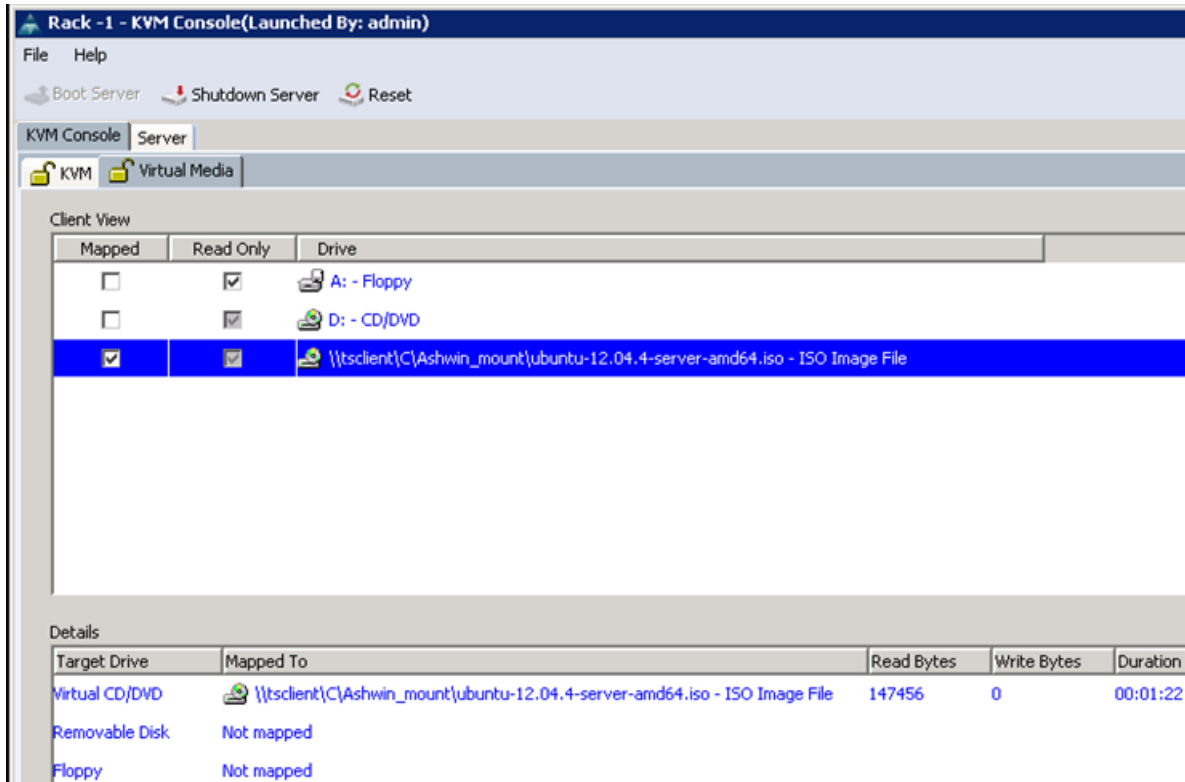 Rack -1 - KVM Console(Launched By: admin)
File Help
Boot Server Shutdown Server Reset
KVM Console Server
KVM Virtual Media
Client View
Mapped Read Only Drive
A: - Floppy
D: - CD/DVD
\\tsclient\C\Ashwin_mount\ubuntu-12.04.4-server-amd64.iso - ISO Image File
Details
Target Drive Mapped To Read Bytes Write Bytes Duration
Virtual CD/DVD \\tsclient\C\Ashwin_mount\ubuntu-12.04.4-server-amd64.iso - ISO Image File 147456 0 00:01:22
Removable Disk Not mapped
Floppy Not mapped